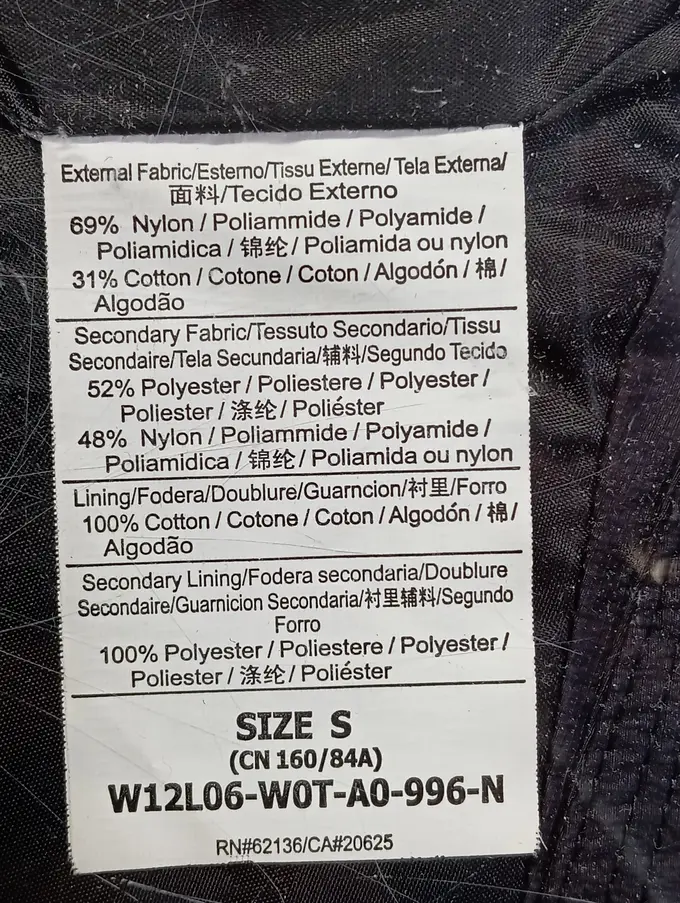 External Fabric/Esterno/Tissu Externe/ Tela Externa/
面料/Tecido Externo
69% Nylon / Poliammide / Polyamide /
Poliamidica / 锦纶/ Poliamida ou nylon
31% Cotton / Cotone / Coton / Algodón / 棉/
Algodão
Secondary Fabric/Tessuto Secondario/Tissu
Secondaire/Tela Secundaria/辅料/Segundo Tecido
52% Polyester / Poliestere / Polyester /
Poliester / 涤纶/ Poliéster
48% Nylon / Poliammide / Polyamide /
Poliamidica / 锦纶/ Poliamida ou nylon
Lining/Fodera/Doublure/Guarncion/衬里/Forro
100% Cotton / Cotone / Coton / Algodón / 棉/
Algodão
Secondary Lining/Fodera secondaria/Doublure
Secondaire/Guarnicion Secondaria/衬里辅料/Segundo
Forro
100% Polyester / Poliestere / Polyester /
Poliester / 涤纶/ Poliéster
SIZE S
(CN 160/84A)
W12L06-W0T-A0-996-N
RN#62136/CA#20625